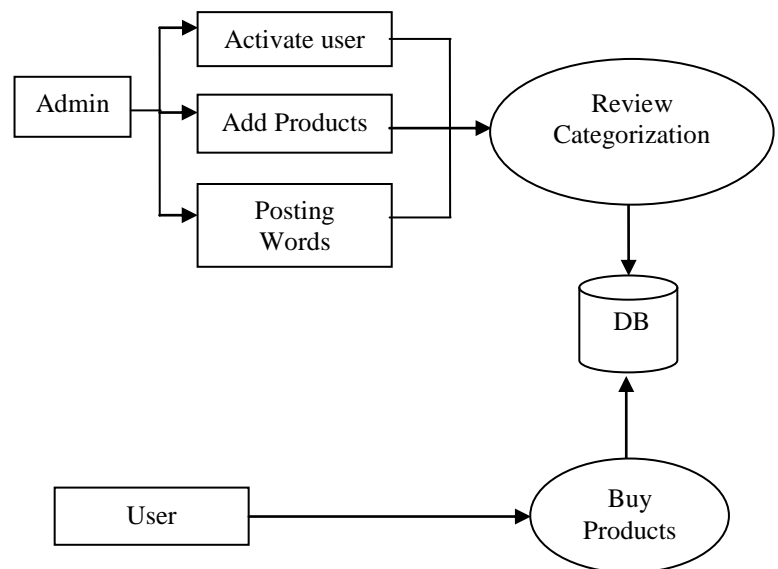 Activate user
Admin
Add Products
Posting
Words
Review
Categorization
DB
User
Buy
Products